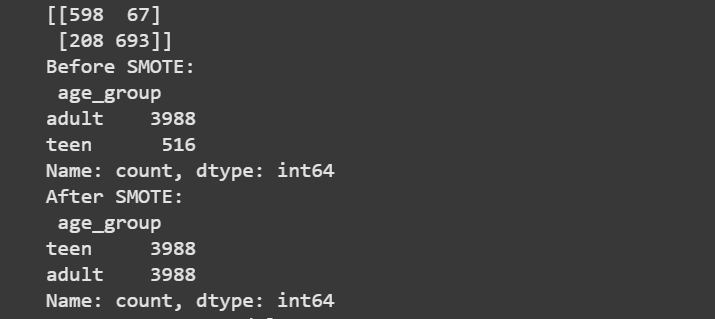 [[598  67]
 [208 693]]
Before SMOTE:
 age_group
adult    3988
teen      516
Name: count, dtype: int64
After SMOTE:
 age_group
teen     3988
adult    3988
Name: count, dtype: int64